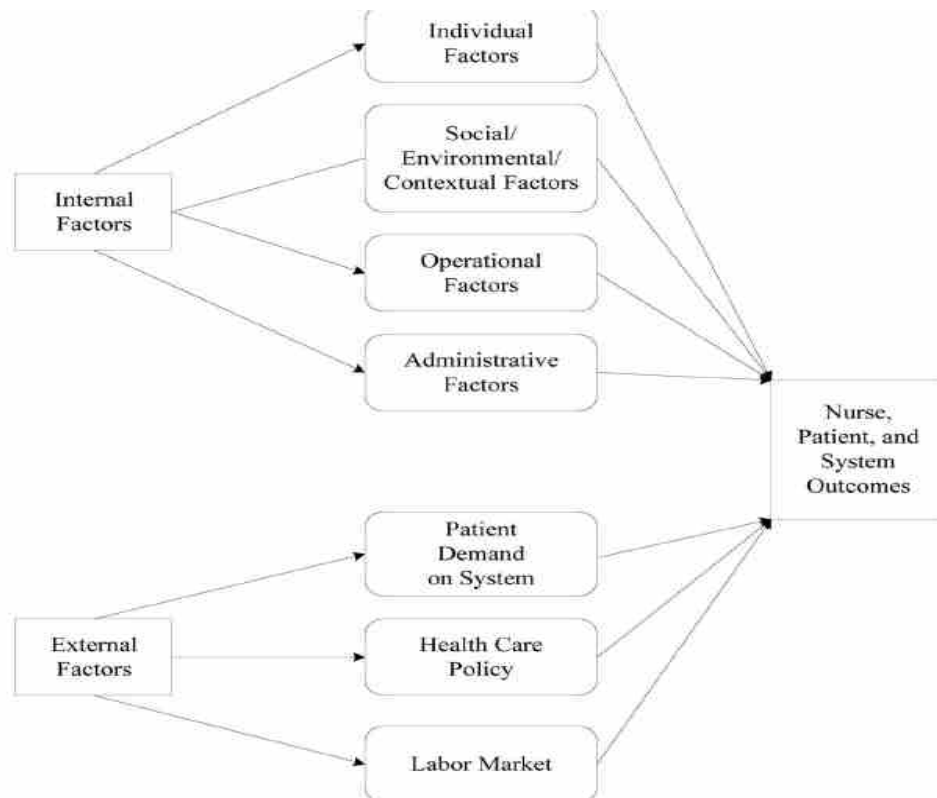 Individual
Factors
Social/
Environmental/
Contextual Factors
Internal
Factors
Operational
Factors
Administrative
Factors
Nurse,
Patient, and
System
Outcomes
Patient
Demand
on System
External
Factors
Health Care
Policy
Labor Market